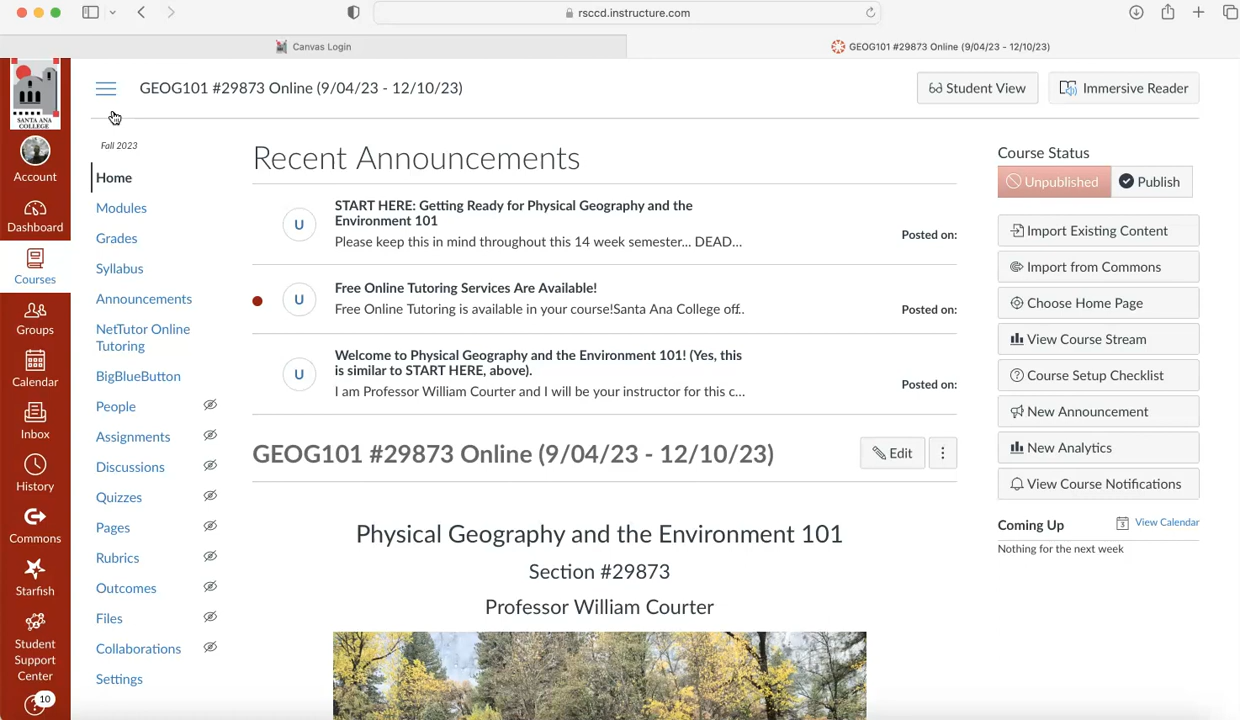 rsccd.instructure.com
Canvas Login
GEOG101 #29873 Online (9/04/23 - 12/10/23)
SANTA ANA
COLLEGE
Account
Dashboard
Courses
Groups
Calendar
Inbox
History
Commons
Starfish
Student
Support
Center
10
GEOG101 #29873 Online (9/04/23 - 12/10/23)
Student View
Immersive Reader
Fall 2023
Home
Modules
Grades
Syllabus
Announcements
NetTutor Online
Tutoring
BigBlueButton
People
Assignments
Discussions
Quizzes
Pages
Rubrics
Outcomes
Files
Collaborations
Settings
Recent Announcements
U
START HERE: Getting Ready for Physical Geography and the
Environment 101
Please keep this in mind throughout this 14 week semester... DEAD...
Posted on:
U
Free Online Tutoring Services Are Available!
Free Online Tutoring is available in your course!Santa Ana College off..
Posted on:
U
Welcome to Physical Geography and the Environment 101! (Yes, this
is similar to START HERE, above).
I am Professor William Courter and I will be your instructor for this c...
Posted on:
GEOG101 #29873 Online (9/04/23 - 12/10/23)
Edit
Physical Geography and the Environment 101
Section #29873
Professor William Courter
Course Status
Unpublished
Publish
Import Existing Content
Import from Commons
Choose Home Page
View Course Stream
Course Setup Checklist
New Announcement
New Analytics
View Course Notifications
Coming Up
3
View Calendar
Nothing for the next week